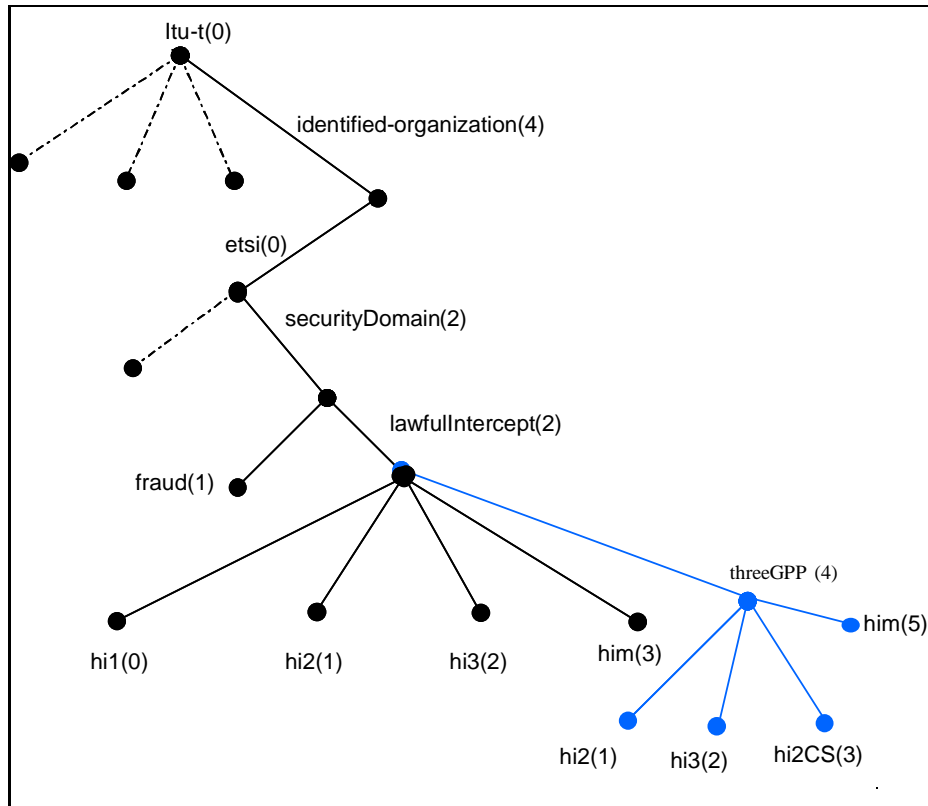 Itu-t(0)
identified-organization(4)
etsi(0)
securityDomain(2)
lawfulIntercept(2)
fraud(1)
threeGPP (4)
hi1(0)
hi2(1)
hi3(2)
him(3)
him(5)
hi2(1)
hi3(2)
hi2CS(3)
.